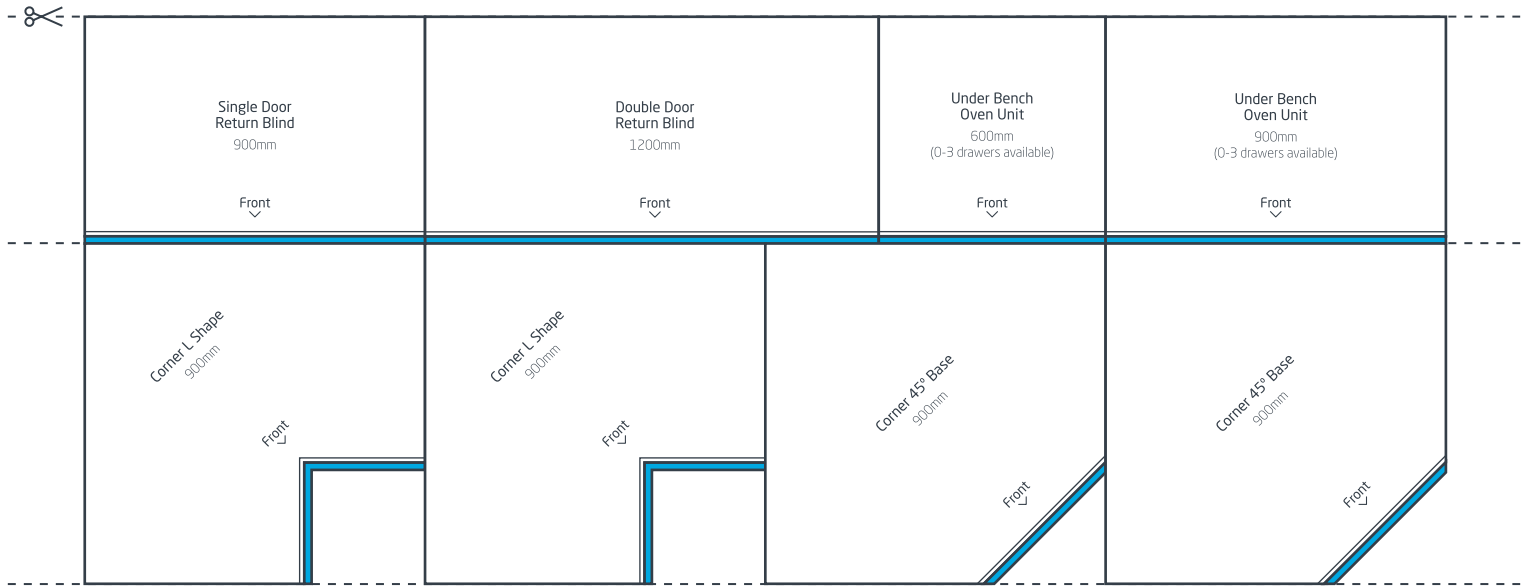 Single Door
Return Blind
900mm
Front
Double Door
Return Blind
1200mm
Front
Under Bench
Oven Unit
600mm
(0-3 drawers available)
Front
Under Bench
Oven Unit
900mm
(0-3 drawers available)
Front
Corner L Shape
900mm
Front
Corner L Shape
900mm
Front
Corner 45° Base
900mm
Front
Corner 45° Base
900mm
Front